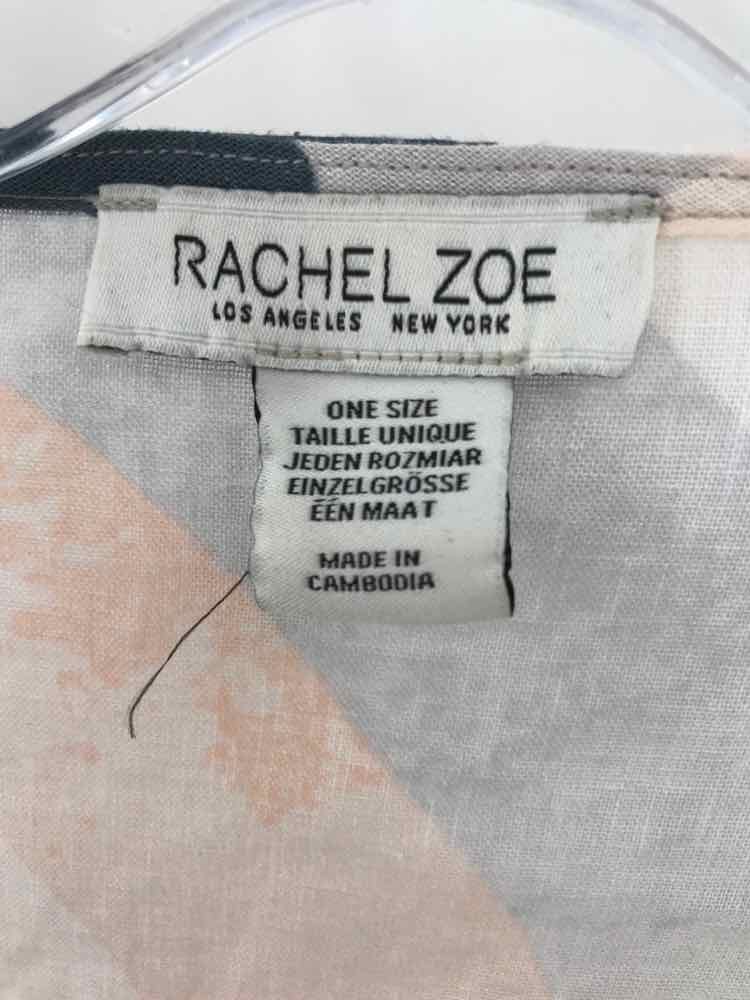 RACHEL ZOE
LOS ANGELES NEW YORK
ONE SIZE
TAILLE UNIQUE
JEDEN ROZMIAR
EINZELGRÖSSE
ÉÉN MAAT
MADE IN
CAMBODIA